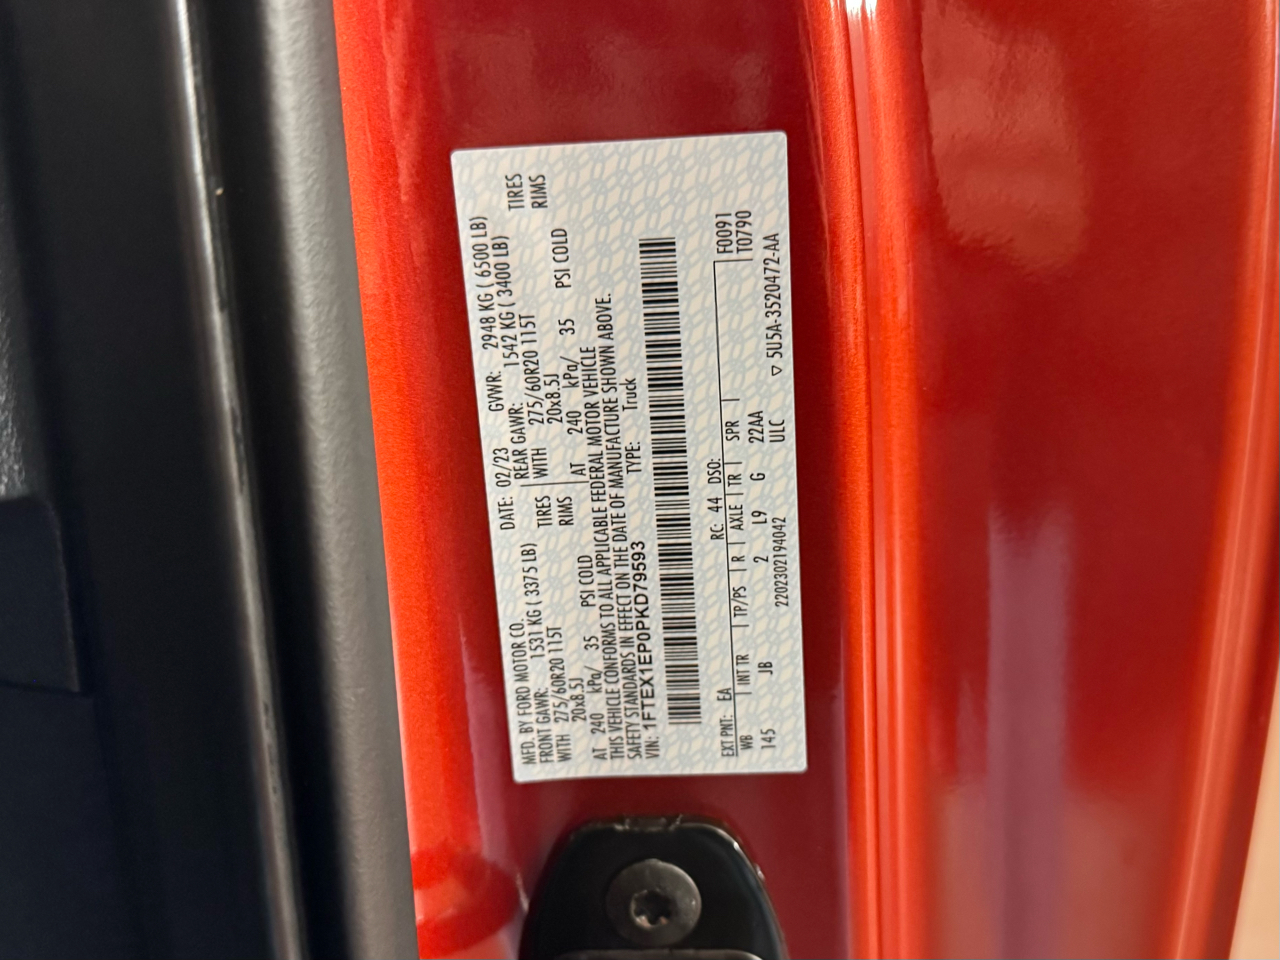 MFD. BY FORD MOTOR CO.
DATE: 02/23 GVWR: 2948 KG ( 6500 LB)
FRONT GAWR: 1531 KG ( 3375 LB) REAR GAWR: 1542 KG ( 3400 LB)
WITH 275/60R20 115T TIRES WITH 275/60R20 115T TIRES
20x8.5J RIMS 20x8.5J RIMS
AT 240 kPa/ 35 PSI COLD AT 240 kPa/ 35 PSI COLD
THIS VEHICLE CONFORMS TO ALL APPLICABLE FEDERAL MOTOR VEHICLE
SAFETY STANDARDS IN EFFECT ON THE DATE OF MANUFACTURE SHOWN ABOVE.
VIN: 1FTEX1EP0PKD79593 TYPE: Truck
EXT PNT: EA RC: 44 DSO: F0091
WB INT TR TP/PS R AXLE TR SPR T0790
145 JB 2 L9 G 22AA
2202302194042 ULC ▽ 5U5A-3520472-AA